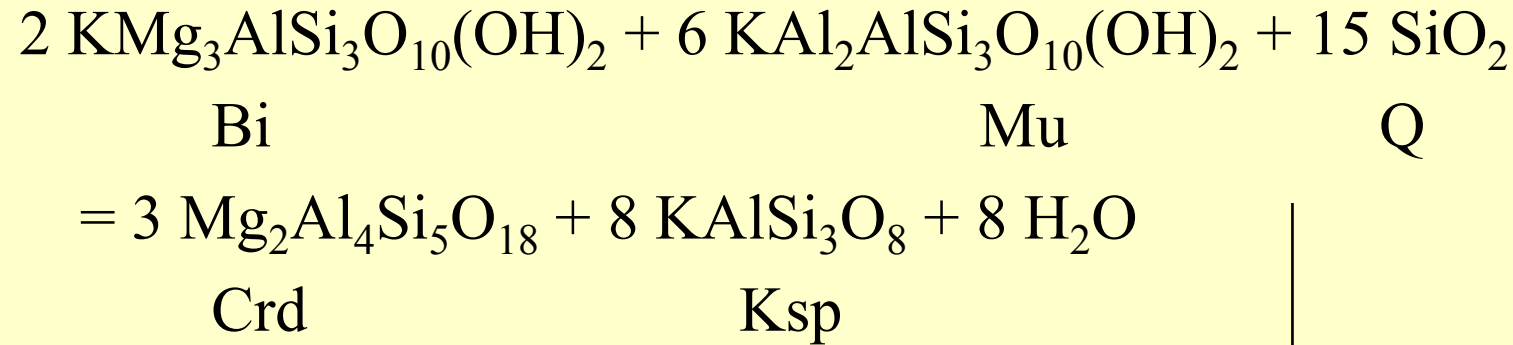 2 KMg₃AlSi₃O₁₀(OH)₂ + 6 KAl₂AlSi₃O₁₀(OH)₂ + 15 SiO₂
Bi Mu Q
= 3 Mg₂Al₄Si₅O₁₈ + 8 KAlSi₃O₈ + 8 H₂O
Crd Ksp